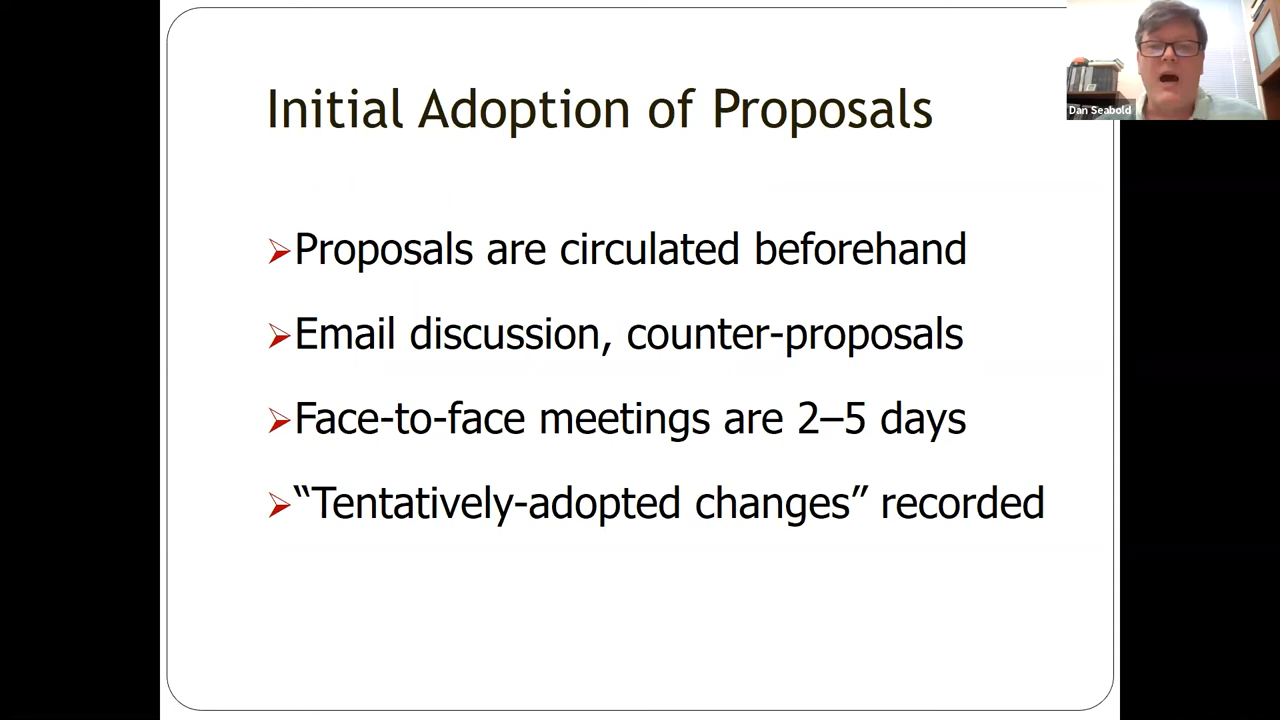 Initial Adoption of Proposals
Proposals are circulated beforehand
Email discussion, counter-proposals
Face-to-face meetings are 2–5 days
“Tentatively-adopted changes” recorded
Dan Seabold